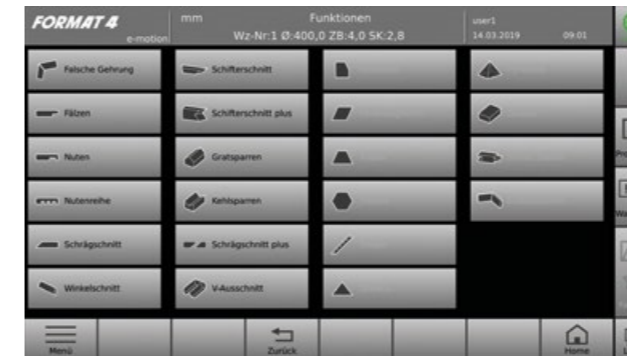 FORMAT 4
e-motion
mm
Funktionen
Wz-Nr:1 Ø:400,0 ZB:4,0 SK:2,8
user1
14.03.2019 09:01
Falsche Gehrung
Fälzen
Nuten
Nutenreihe
Schrägschnitt
Winkelschnitt
Schifterschnitt
Schifterschnitt plus
Gratsparren
Kehlsparren
Schrägschnitt plus
V-Ausschnitt
Menü
Zurück
Home